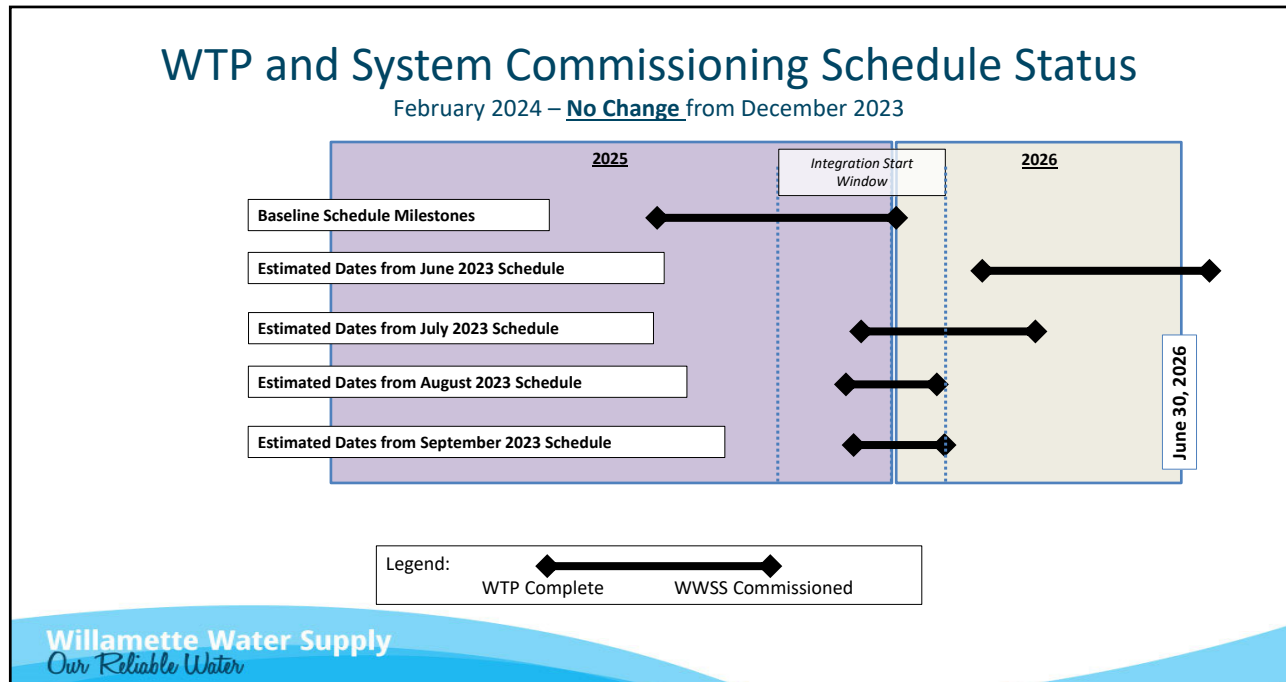 WTP and System Commissioning Schedule Status
February 2024 – No Change from December 2023
2025
Integration Start
Window
2026
Baseline Schedule Milestones
Estimated Dates from June 2023 Schedule
Estimated Dates from July 2023 Schedule
Estimated Dates from August 2023 Schedule
Estimated Dates from September 2023 Schedule
June 30, 2026
Legend:
WTP Complete
WWSS Commissioned
Willamette Water Supply
Our Reliable Water